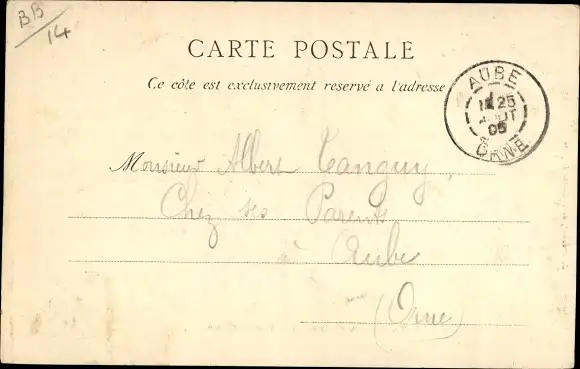 BB
14
CARTE POSTALE
Ce côte est exclusivement reservé a l'adresse
AUBE
25
AOUT
05
ORNE
Monsieur Albert Tanguy,
Chez ses Parents
à Aube
(Orne)